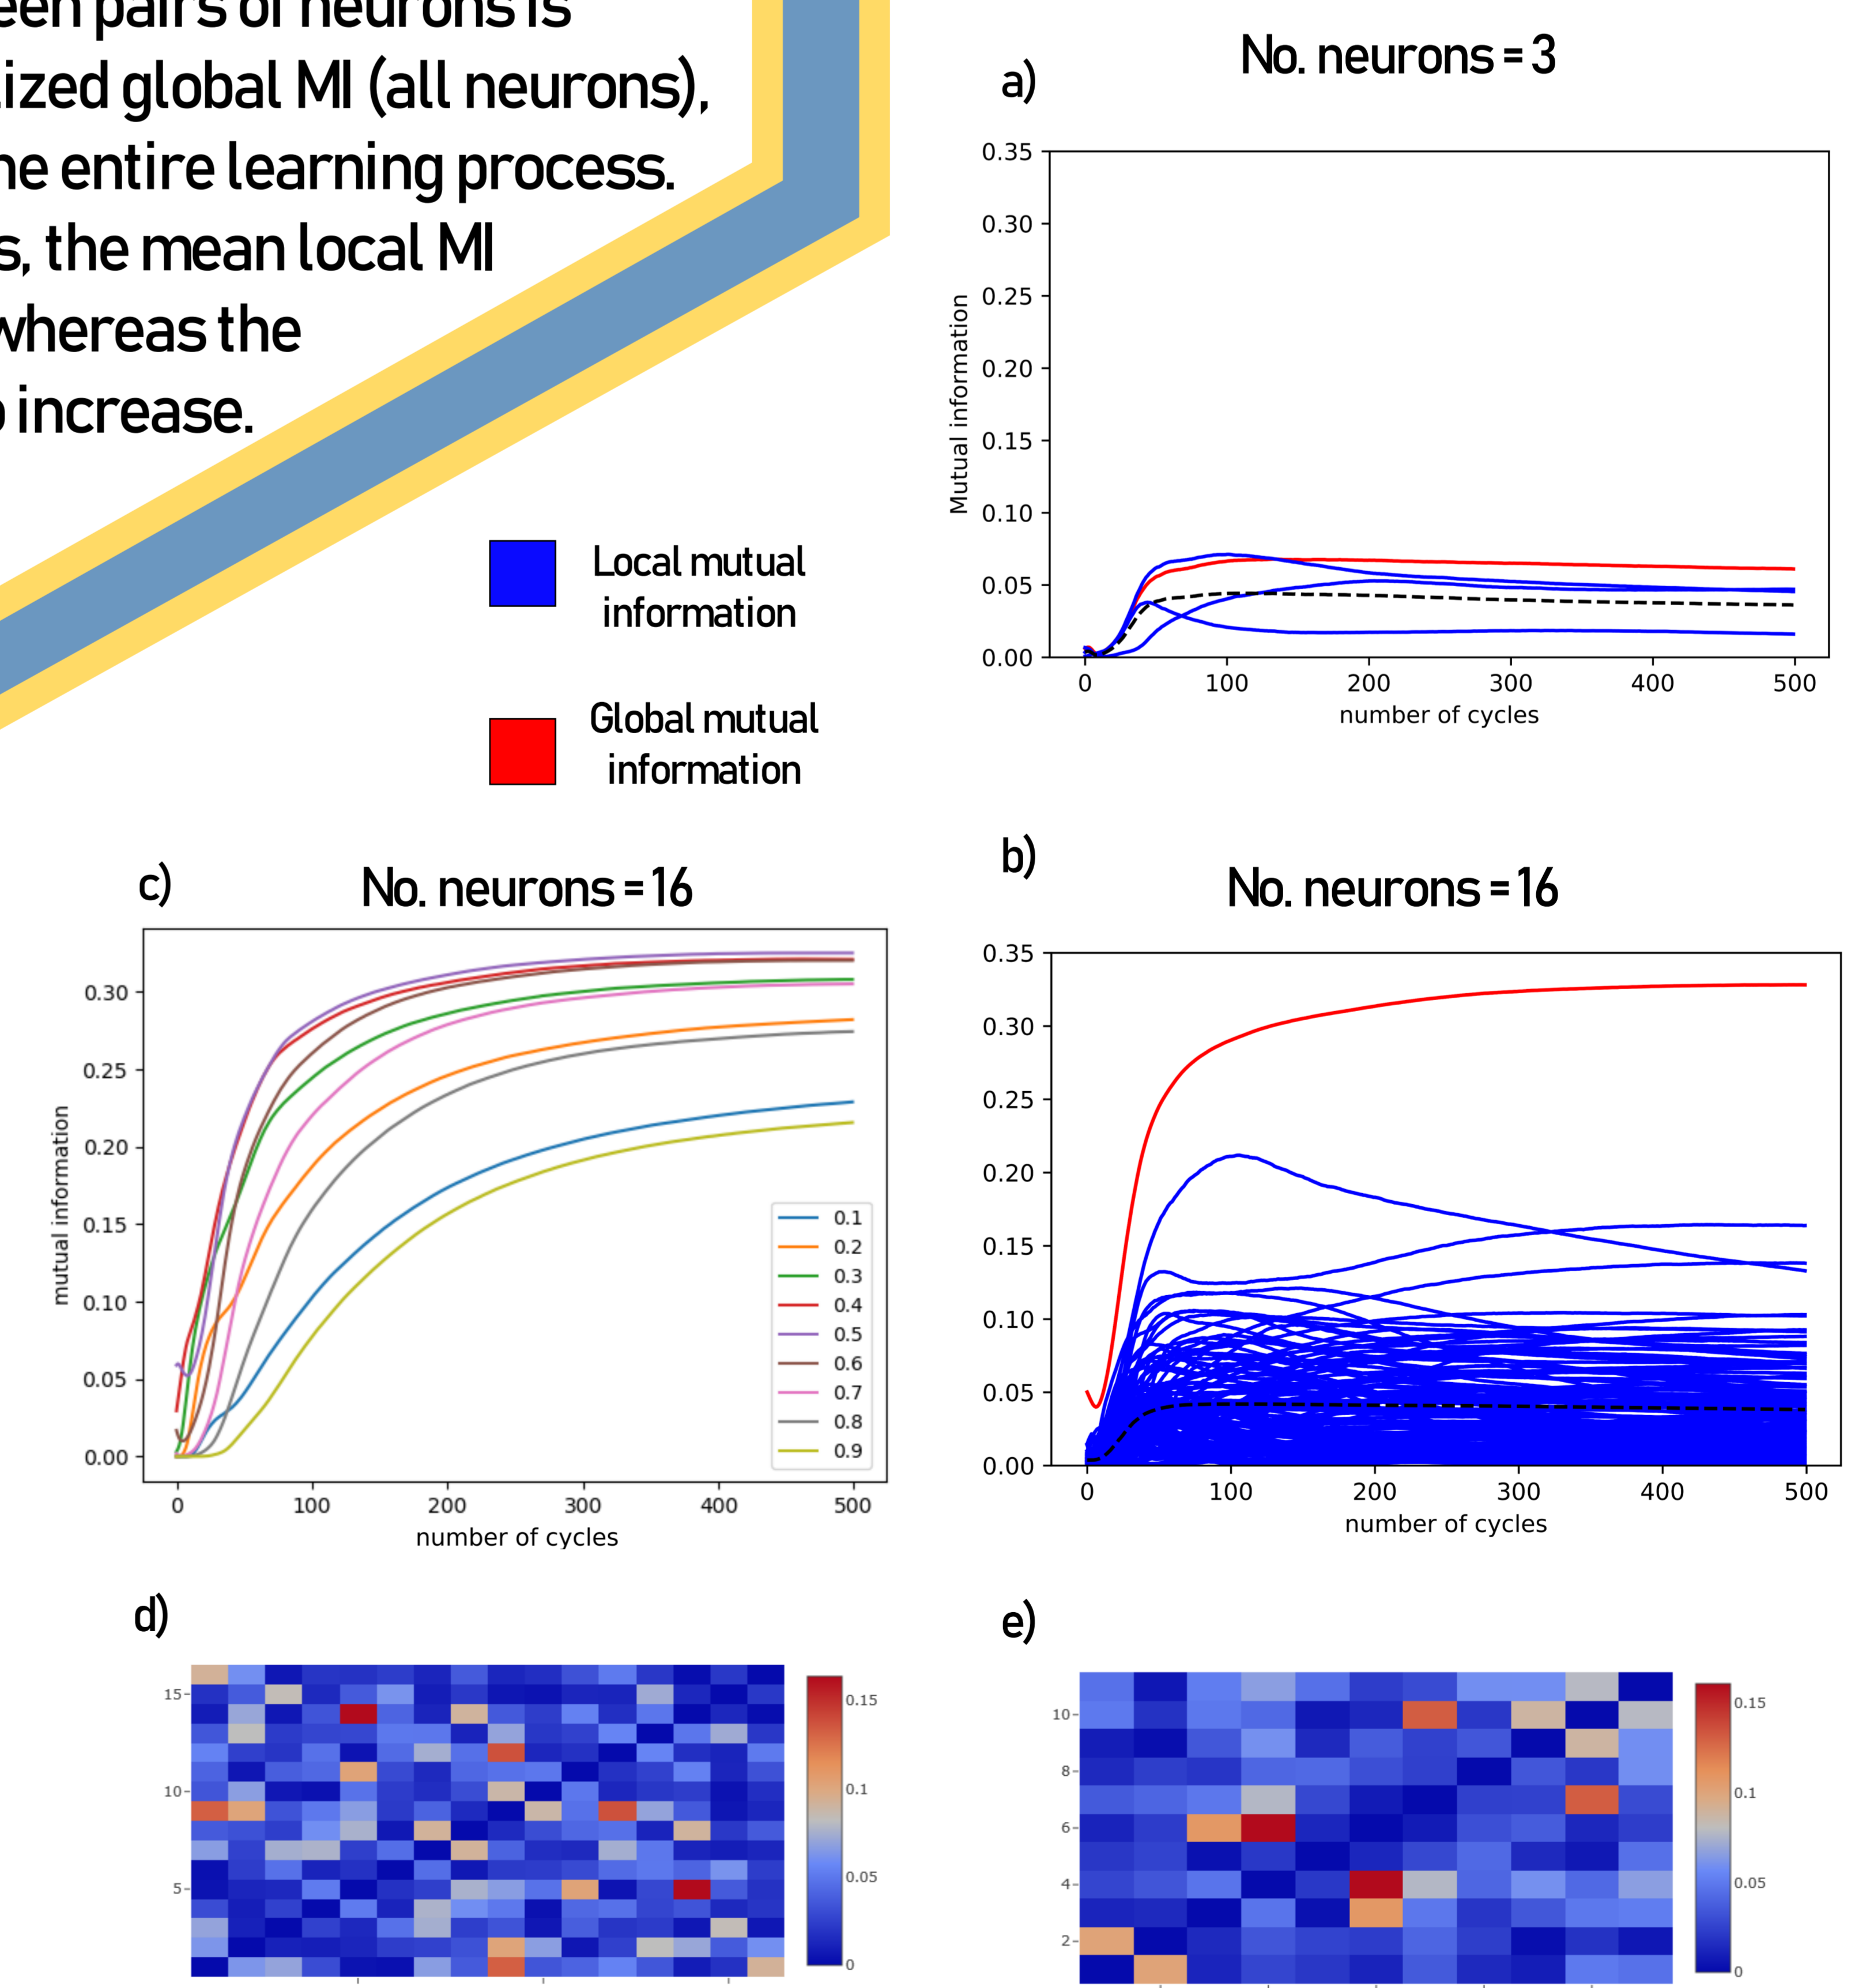 pairs of neurons is
global MI (all neurons),
entire learning process.
the mean local MI
whereas the
increase.
Local mutual
information
Global mutual
information
a)
No. neurons = 3
0.35
0.30
0.25
0.20
0.15
0.10
0.05
0.00
Mutual information
0 100 200 300 400 500
number of cycles
c)
No. neurons = 16
0.30
0.25
0.20
0.15
0.10
0.05
0.00
mutual information
0.1
0.2
0.3
0.4
0.5
0.6
0.7
0.8
0.9
0 100 200 300 400 500
number of cycles
b)
No. neurons = 16
0.35
0.30
0.25
0.20
0.15
0.10
0.05
0.00
0 100 200 300 400 500
number of cycles
d)
15
10
5
0.15
0.1
0.05
0
e)
10
8
6
4
2
0.15
0.1
0.05
0